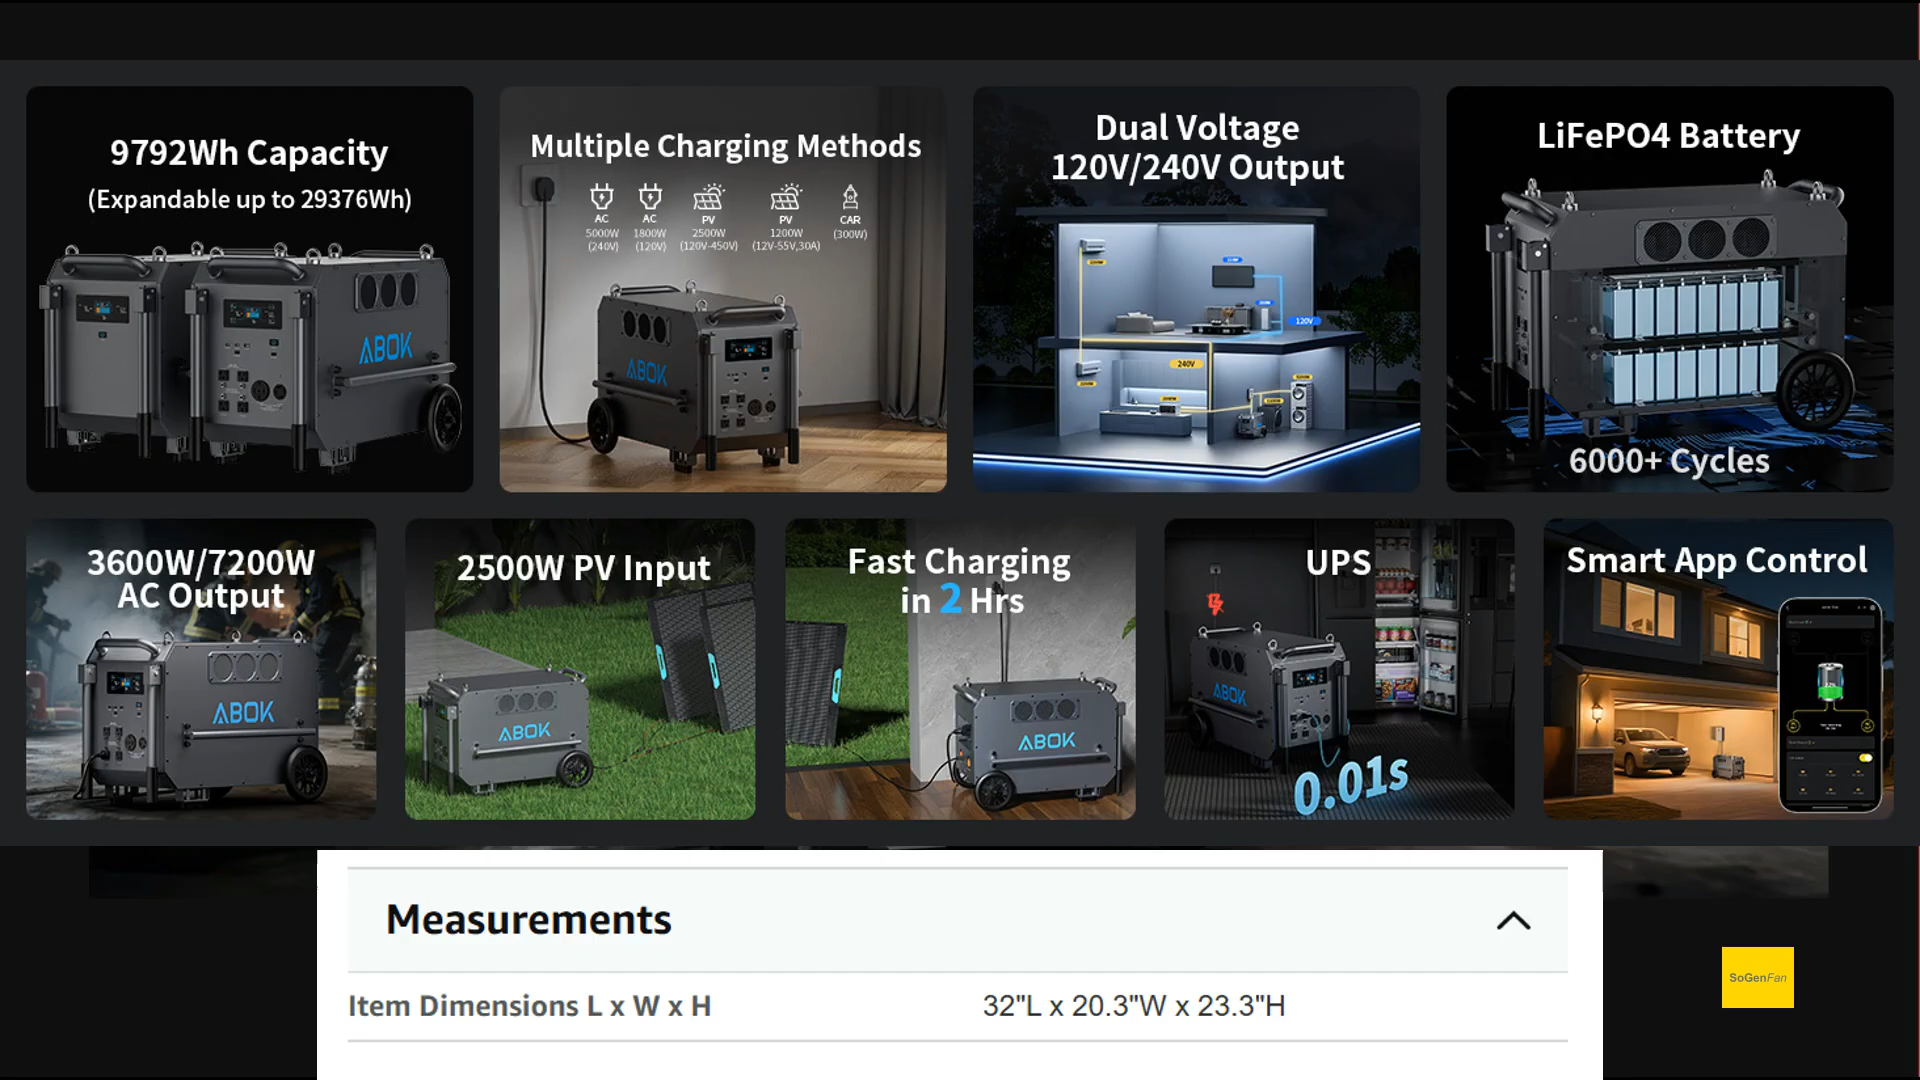 9792Wh Capacity
(Expandable up to 29376Wh)
ABOK
Multiple Charging Methods
AC
5000W
(240V)
AC
1800W
(120V)
PV
2500W
(120V-450V)
PV
1200W
(12V-55V,30A)
CAR
(300W)
ABOK
Dual Voltage
120V/240V Output
120V
240V
LiFePO4 Battery
6000+ Cycles
3600W/7200W
AC Output
ABOK
2500W PV Input
ABOK
Fast Charging
in 2 Hrs
ABOK
UPS
ABOK
0.01s
Smart App Control
Measurements
Item Dimensions L x W x H
32"L x 20.3"W x 23.3"H
SoGenFan